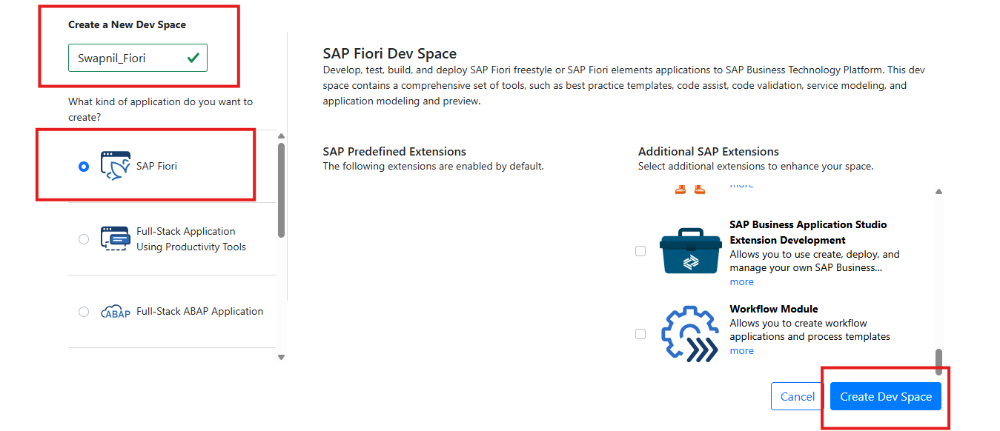 Create a New Dev Space
Swapnil_Fiori
What kind of application do you want to
create?
SAP Fiori
Full-Stack Application
Using Productivity Tools
ABAP
Full-Stack ABAP Application
SAP Fiori Dev Space
Develop, test, build, and deploy SAP Fiori freestyle or SAP Fiori elements applications to SAP Business Technology Platform. This dev
space contains a comprehensive set of tools, such as best practice templates, code assist, code validation, service modeling, and
application modeling and preview.
SAP Predefined Extensions
The following extensions are enabled by default.
Additional SAP Extensions
Select additional extensions to enhance your space.
more
SAP Business Application Studio
Extension Development
Allows you to use create, deploy, and
manage your own SAP Business...
more
Workflow Module
Allows you to create workflow
applications and process templates
more
Cancel
Create Dev Space